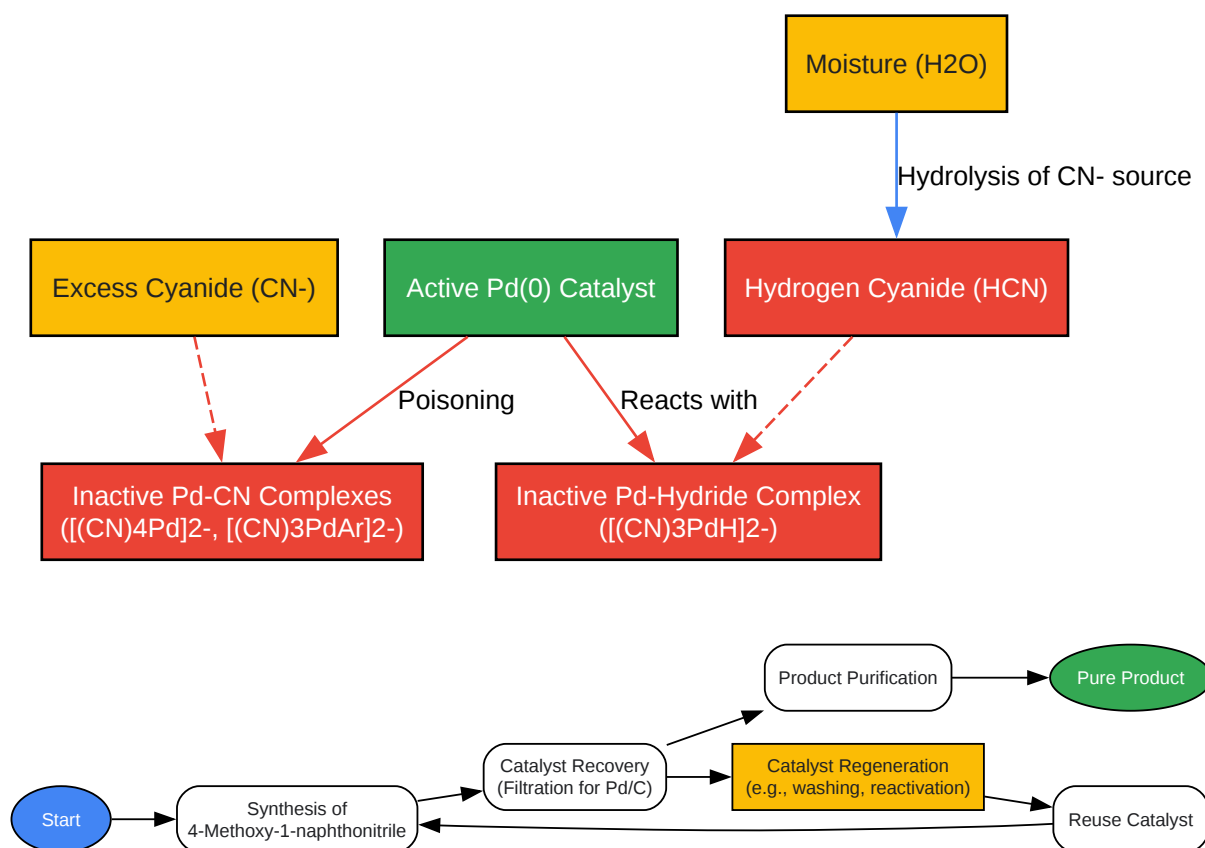 Moisture (H2O)
Hydrolysis of CN- source
Excess Cyanide (CN-)
Active Pd(0) Catalyst
Hydrogen Cyanide (HCN)
Poisoning
Reacts with
Inactive Pd-CN Complexes
([(CN)4Pd]2-, [(CN)3PdAr]2-)
Inactive Pd-Hydride Complex
([(CN)3PdH]2-)
Product Purification
Pure Product
Catalyst Recovery
(Filtration for Pd/C)
Catalyst Regeneration
(e.g., washing, reactivation)
Start
Synthesis of
4-Methoxy-1-naphthonitrile
Reuse Catalyst